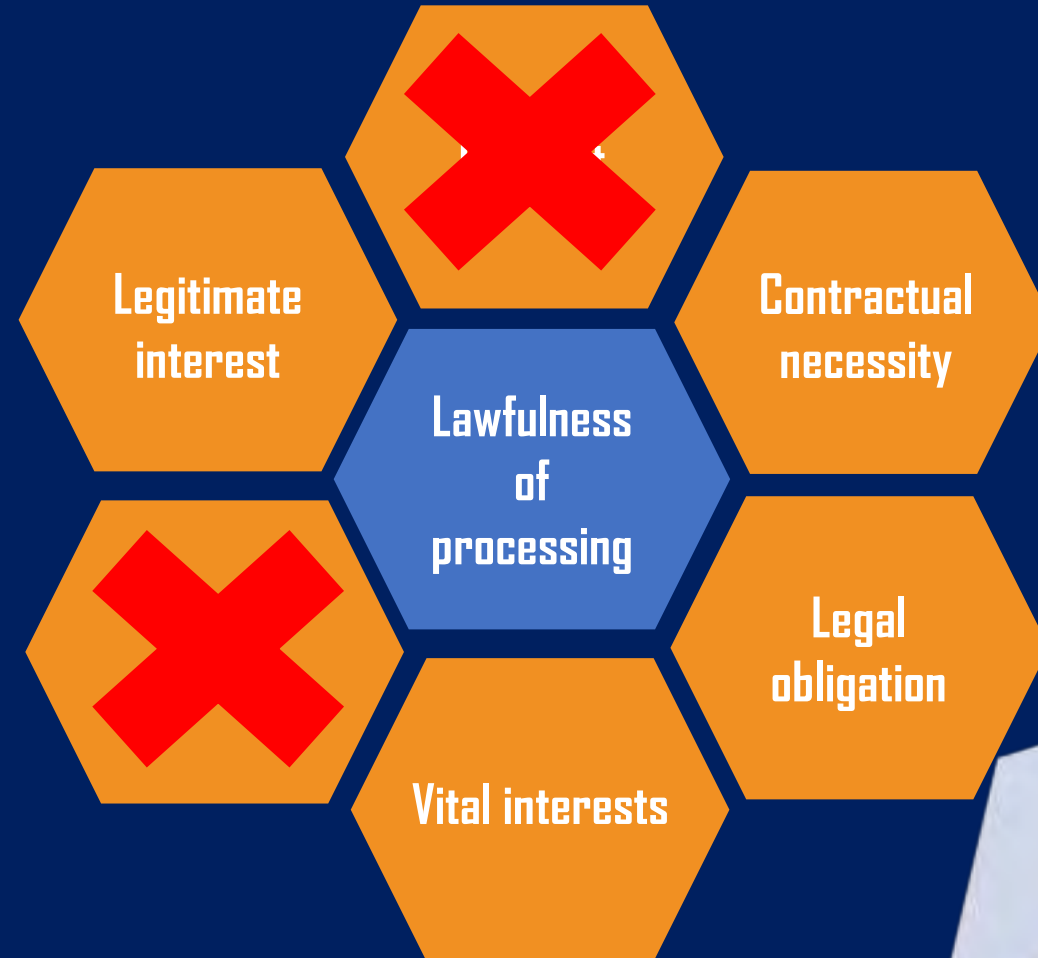 Legitimate
interest
Contractual
necessity
Lawfulness
of
processing
Legal
obligation
Vital interests